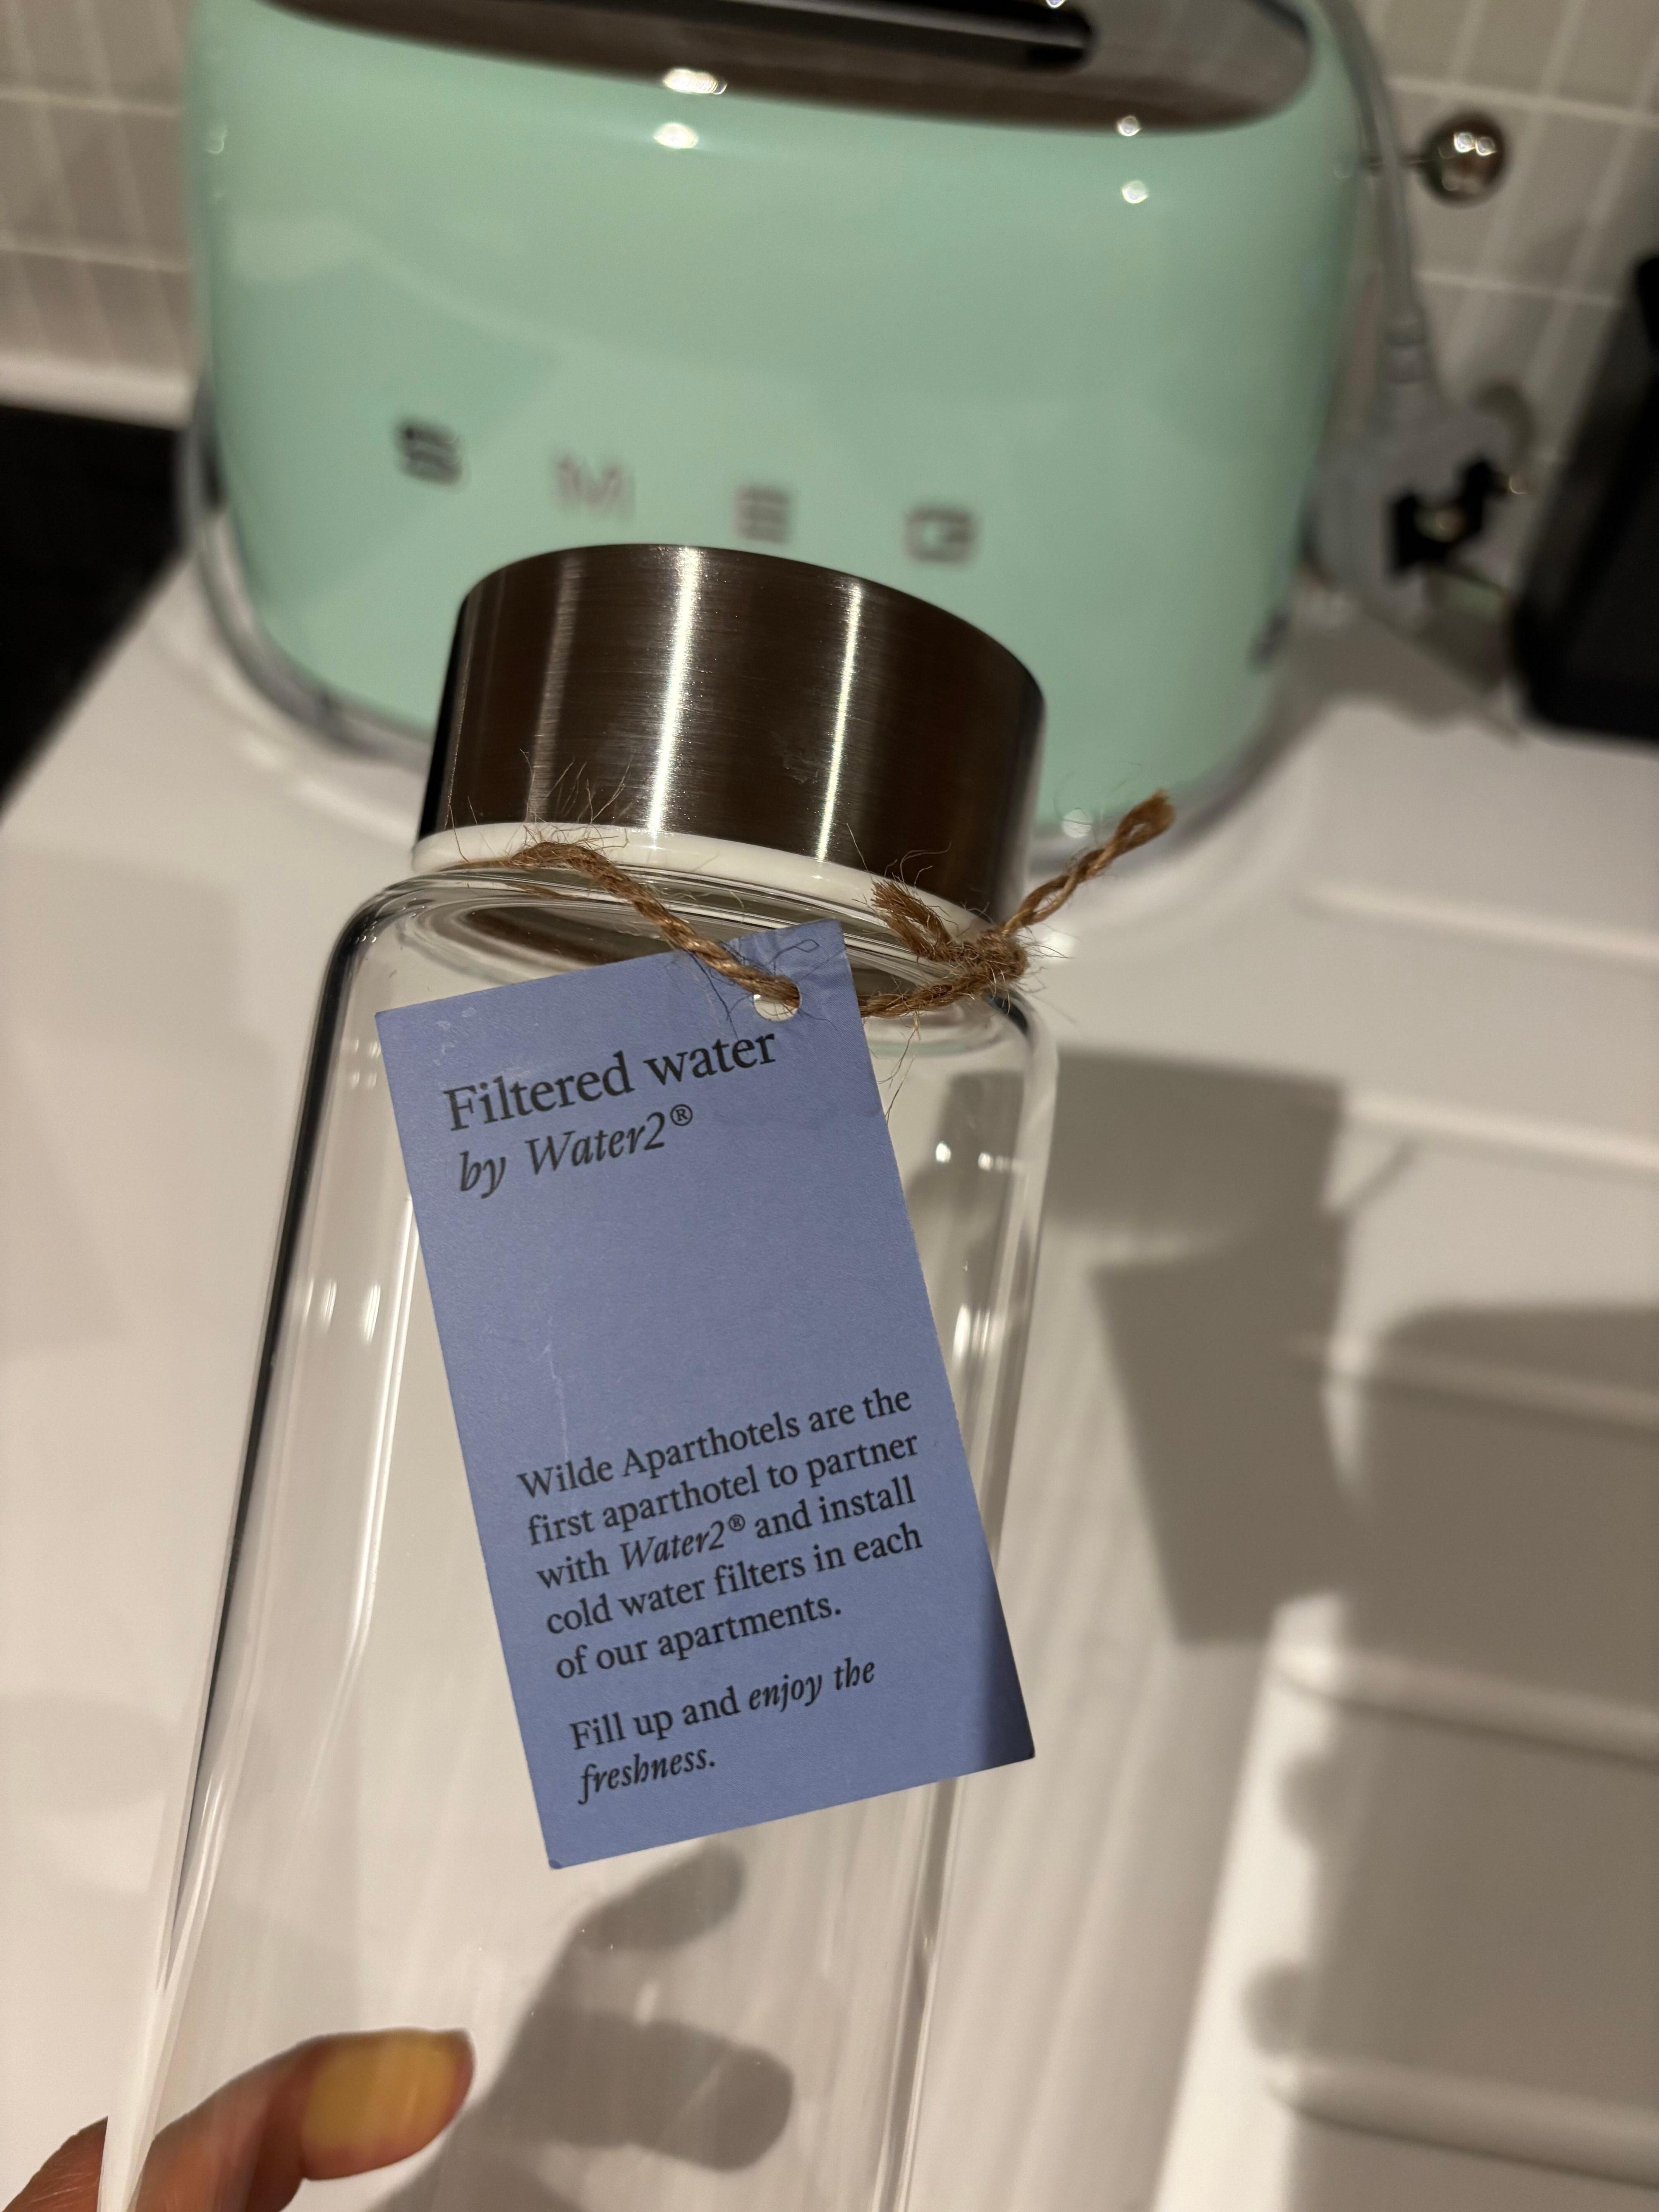 SMEG
Filtered water
by Water2®
Wilde Aparthotels are the
first aparthotel to partner
with Water2® and install
cold water filters in each
of our apartments.
Fill up and enjoy the
freshness.